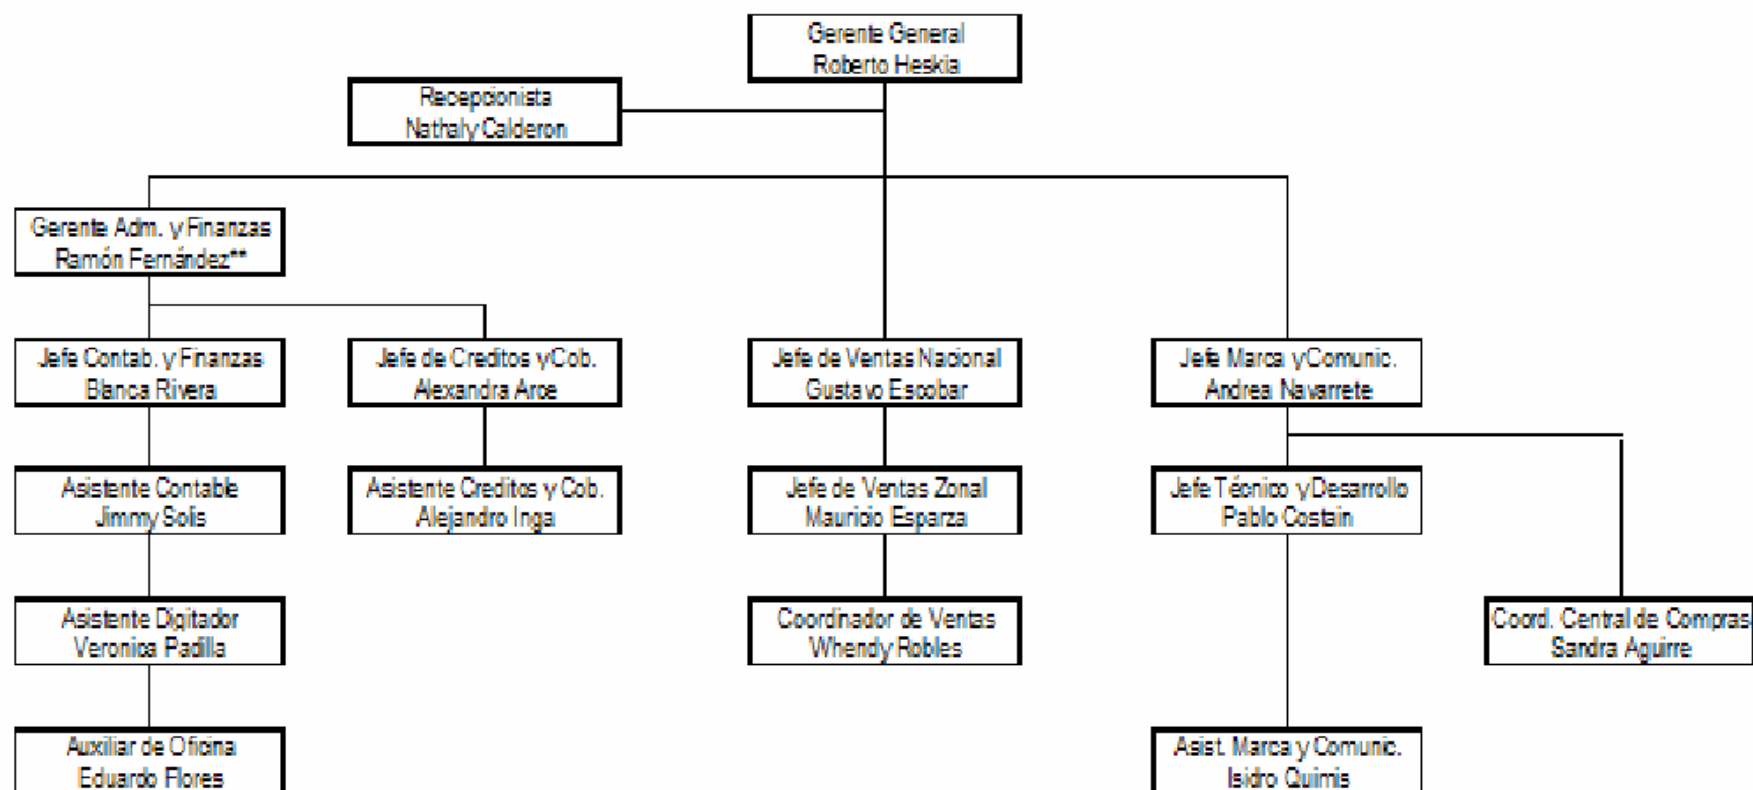 Gerente General
Roberto Heskia
Recepcionista
Nathaly Calderon
Gerente Adm. y Finanzas
Ramón Fernández**
Jefe Contab. y Finanzas
Blanca Rivera
Jefe de Creditos y Cob.
Alexandra Arce
Jefe de Ventas Nacional
Gustavo Escobar
Jefe Marca y Comunic.
Andrea Navarrete
Asistente Contable
Jimmy Solis
Asistente Creditos y Cob.
Alejandro Inga
Jefe de Ventas Zonal
Mauricio Esparza
Jefe Técnico y Desarrollo
Pablo Costain
Asistente Digitador
Veronica Padilla
Coordinador de Ventas
Whendy Robles
Coord. Central de Compras
Sandra Aguirre
Auxiliar de Oficina
Eduardo Flores
Asist. Marca y Comunic.
Isidro Quimis